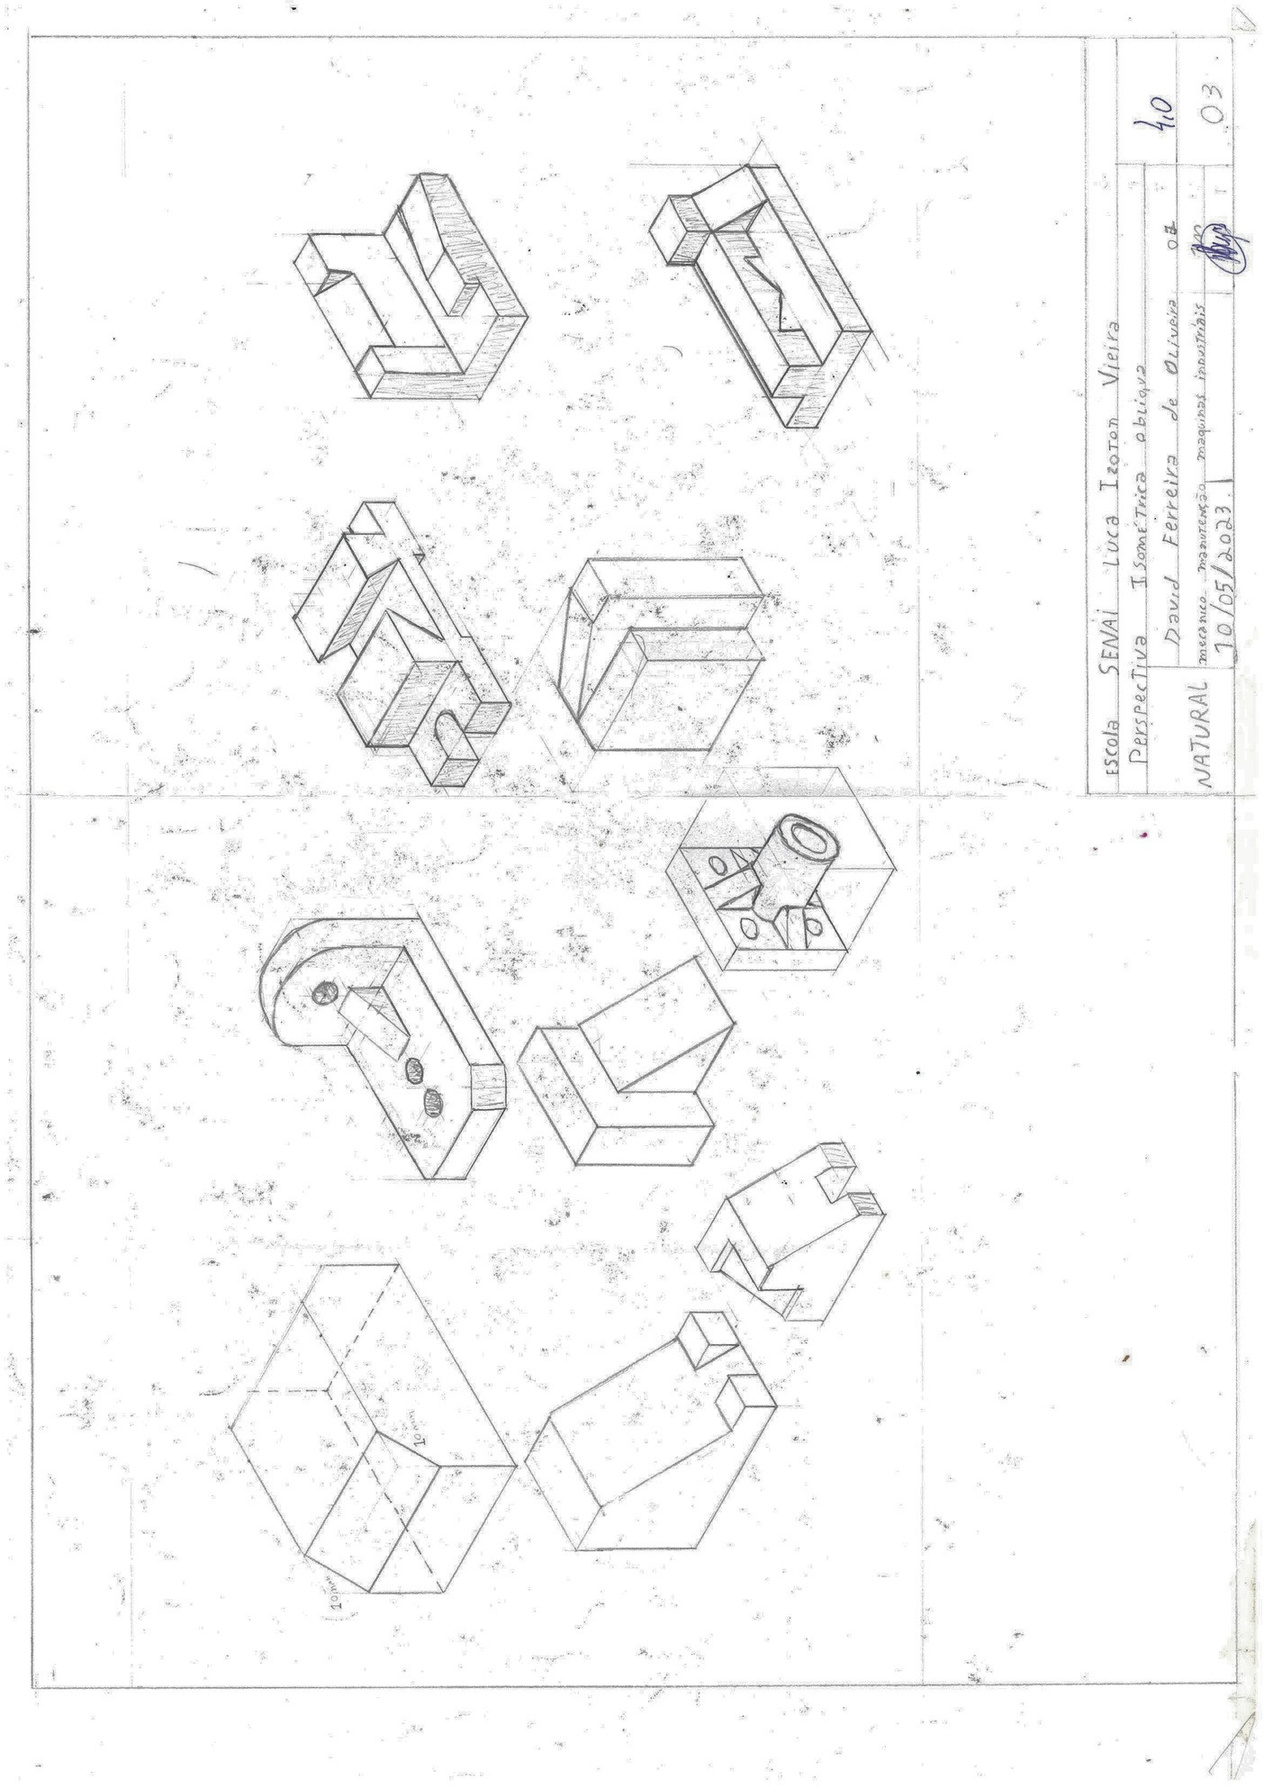 Escola SENAI Luca Izoton Vieira
Perspectiva Isométrica oblíqua
David Ferreira de Oliveira 07
4,0
NATURAL
mecanico manutenção maquinas industriais
10/05/2023
03
10mm
10mm